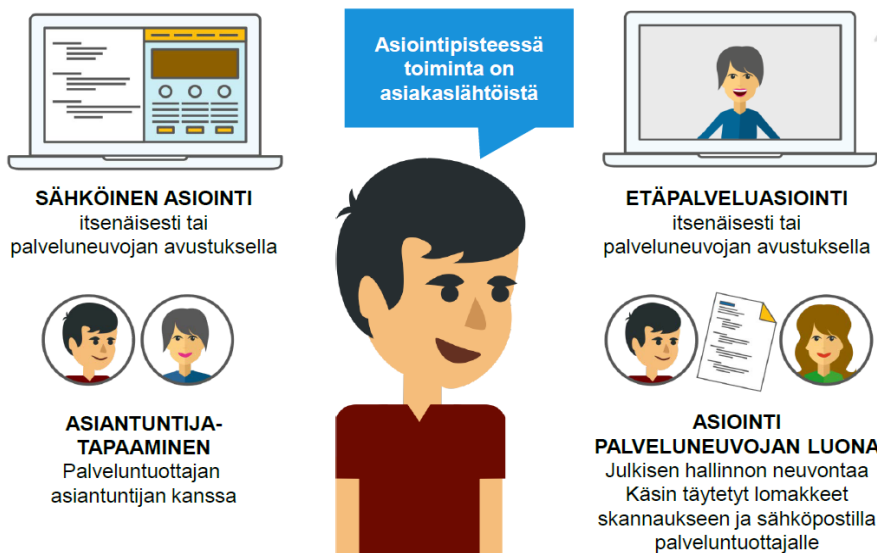 Asiointipisteessä
toiminta on
asiakaslähtöistä
SÄHKÖINEN ASIOINTI
itsenäisesti tai
palveluneuvojan avustuksella
ETÄPALVELUASIOINTI
itsenäisesti tai
palveluneuvojan avustuksella
ASIANTUNTIJA-
TAPAAMINEN
Palveluntuottajan
asiantuntijan kanssa
ASIOINTI
PALVELUNEUVOJAN LUONA
Julkisen hallinnon neuvontaa
Käsin täytetyt lomakkeet
skannaukseen ja sähköpostilla
palveluntuottajalle